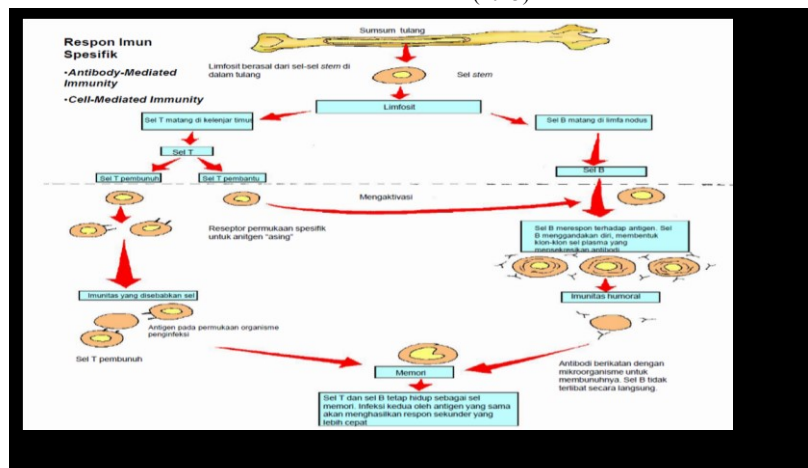 Sumsum tulang
Respon Imun
Spesifik
•Antibody-Mediated
Immunity
•Cell-Mediated Immunity
Limfosit berasal dari sel-sel stem di
dalam tulang
Sel stem
Limfosit
Sel T matang di kelenjar timus
Sel B matang di limfa nodus
Sel T
Sel B
Sel T pembunuh
Sel T pembantu
Mengaktivasi
Reseptor permukaan spesifik
untuk anitgen "asing"
Sel B merespon terhadap antigen. Sel
B menggandakan diri, membentuk
klon-klon sel plasma yang
mensekresikan antibodi
Imunitas yang disebabkan sel
Imunitas humoral
Antigen pada permukaan organisme
penginfeksi
Sel T pembunuh
Memori
Antibodi berikatan dengan
mikroorganisme untuk
membunuhnya. Sel B tidak
terlibat secara langsung.
Sel T dan sel B tetap hidup sebagai sel
memori. Infeksi kedua oleh antigen yang sama
akan menghasilkan respon sekunder yang
lebih cepat